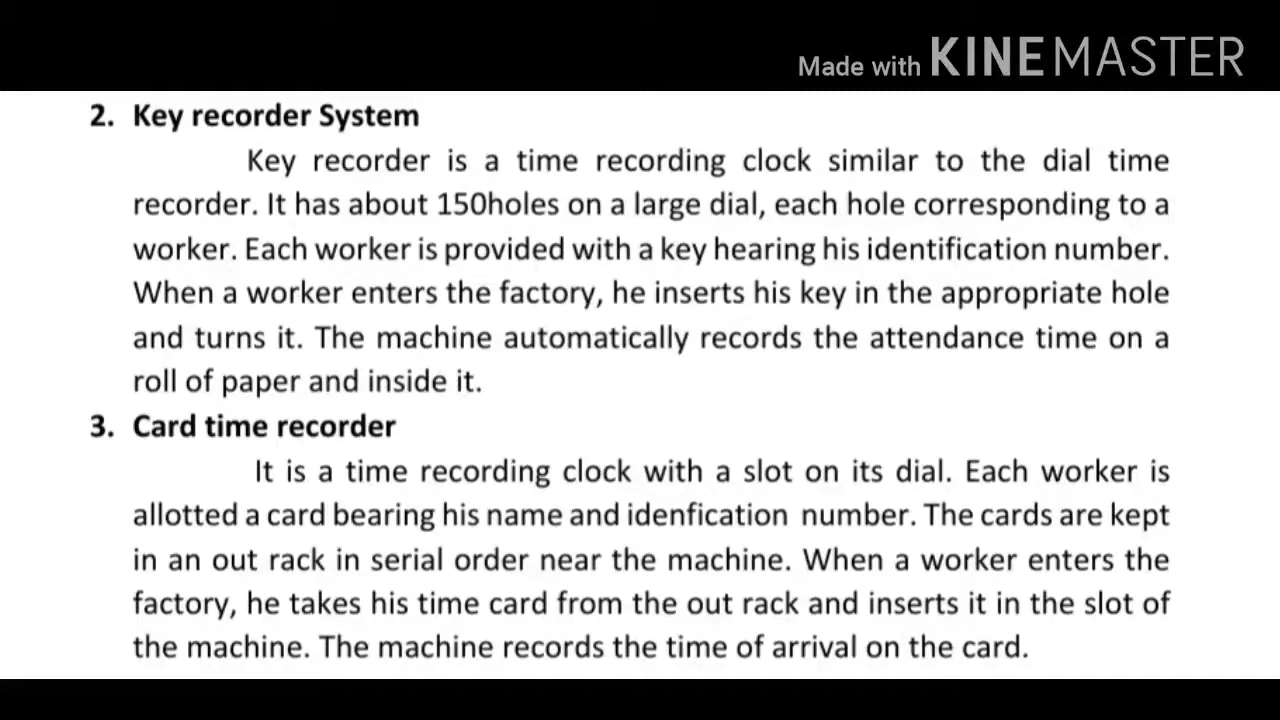 Made with KINEMASTER
2. Key recorder System
Key recorder is a time recording clock similar to the dial time
recorder. It has about 150holes on a large dial, each hole corresponding to a
worker. Each worker is provided with a key hearing his identification number.
When a worker enters the factory, he inserts his key in the appropriate hole
and turns it. The machine automatically records the attendance time on a
roll of paper and inside it.
3. Card time recorder
It is a time recording clock with a slot on its dial. Each worker is
allotted a card bearing his name and idenfication number. The cards are kept
in an out rack in serial order near the machine. When a worker enters the
factory, he takes his time card from the out rack and inserts it in the slot of
the machine. The machine records the time of arrival on the card.